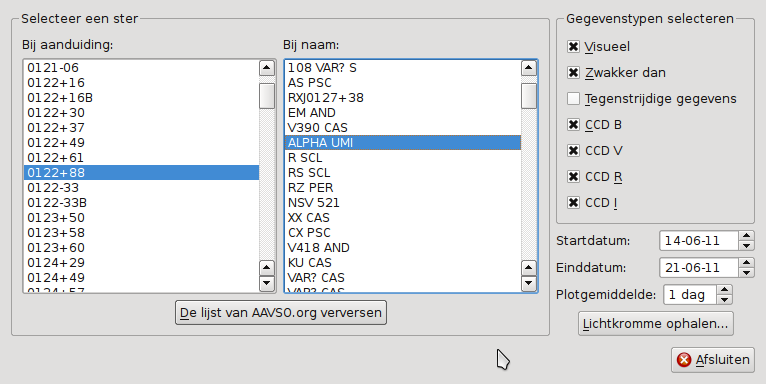 Selecteer een ster
Bij aanduiding:
0121-06
0122+16
0122+16B
0122+30
0122+37
0122+49
0122+61
0122+88
0122-33
0122-33B
0123+50
0123+58
0123+60
0124+29
0124+49
0124+57
Bij naam:
108 VAR? S
AS PSC
RXJ0127+38
EM AND
V390 CAS
ALPHA UMI
R SCL
RS SCL
RZ PER
NSV 521
XX CAS
CX PSC
V418 AND
KU CAS
VAR? CAS
VAR? CAS
De lijst van AAVSO.org verversen
Gegevenstypen selecteren
Visueel
Zwakker dan
Tegenstrijdige gegevens
CCD B
CCD V
CCD R
CCD I
Startdatum: 14-06-11
Einddatum: 21-06-11
Plotgemiddelde: 1 dag
Lichtkromme ophalen...
Afsluiten